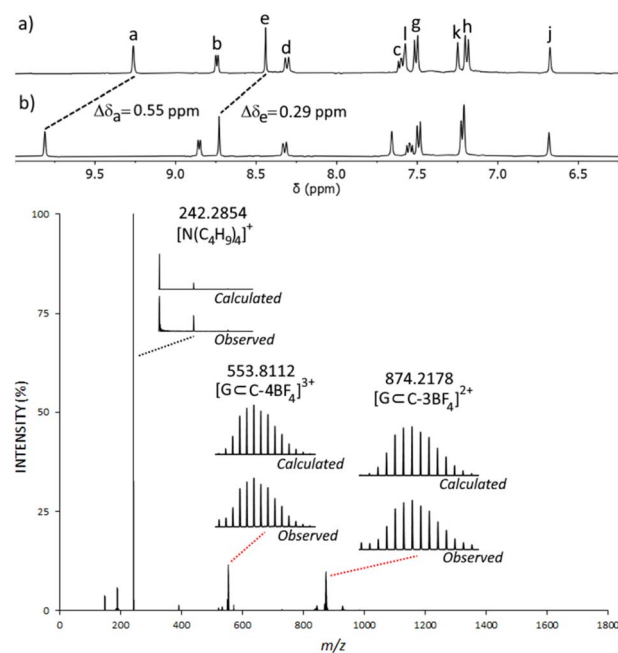 a)
a b e d c l g k h j
b)
Δδa=0.55 ppm Δδe=0.29 ppm
9.5 9.0 8.5 8.0 7.5 7.0 6.5
δ (ppm)
100
75
50
25
0
INTENSITY (%)
242.2854
[N(C4H9)4]+
Calculated
Observed
553.8112
[G⊂C-4BF4]3+
Calculated
Observed
874.2178
[G⊂C-3BF4]2+
Calculated
Observed
0 200 400 600 800 1000 1200 1400 1600 1800
m/z